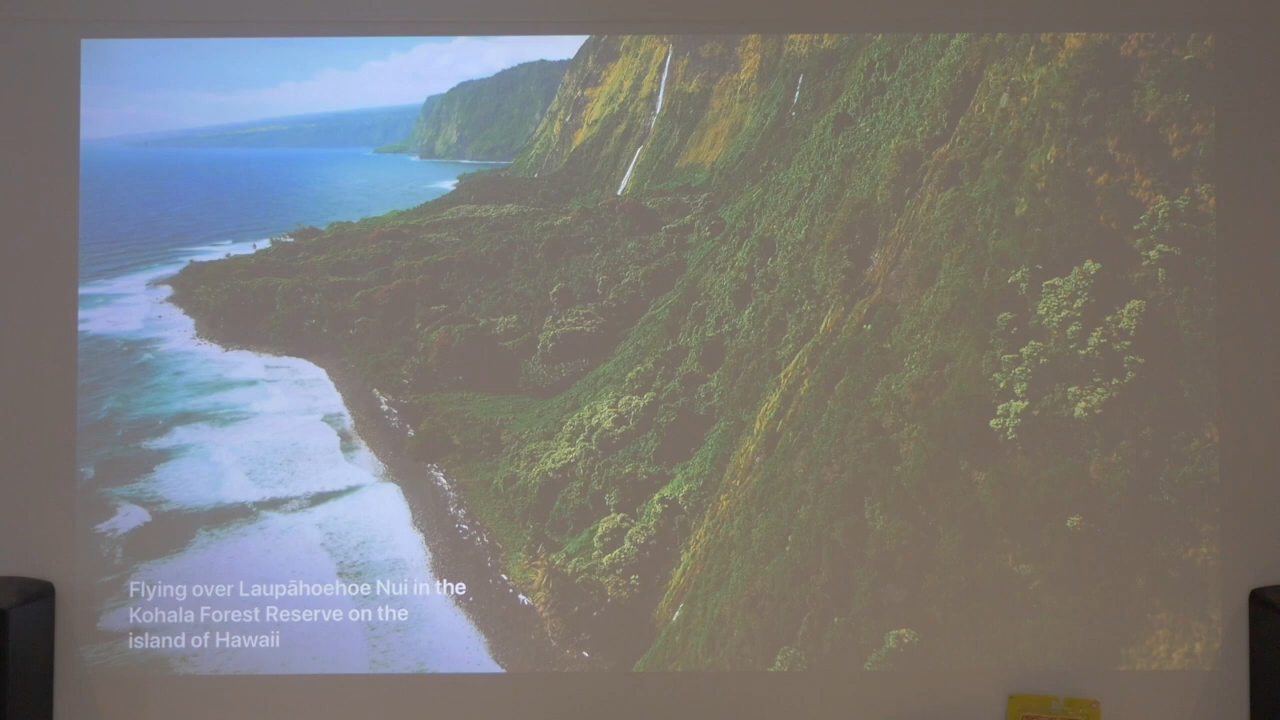 Flying over Laupāhoehoe Nui in the
Kohala Forest Reserve on the
island of Hawaii